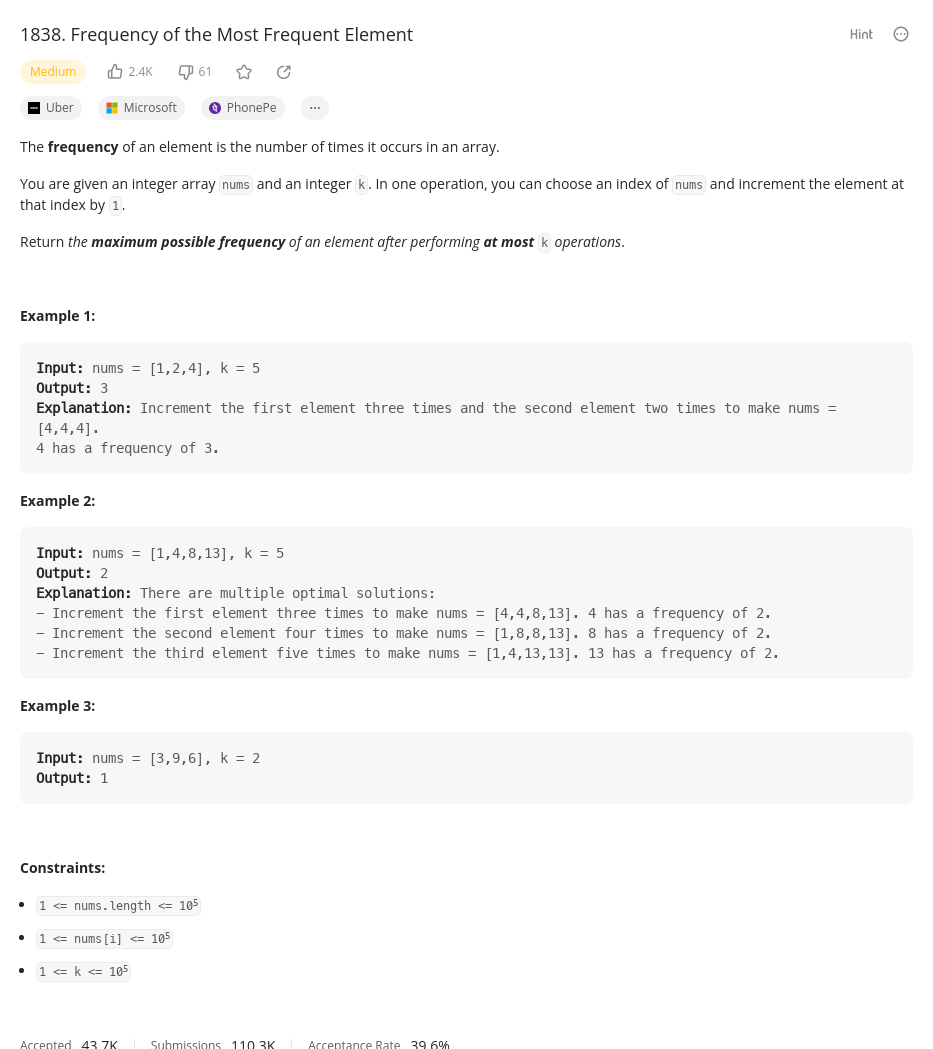 1838. Frequency of the Most Frequent Element
Hint
Medium
2.4K
61
Uber
Microsoft
PhonePe
The frequency of an element is the number of times it occurs in an array.
You are given an integer array nums and an integer k. In one operation, you can choose an index of nums and increment the element at
that index by 1.
Return the maximum possible frequency of an element after performing at most k operations.
Example 1:
Input: nums = [1,2,4], k = 5
Output: 3
Explanation: Increment the first element three times and the second element two times to make nums =
[4,4,4].
4 has a frequency of 3.
Example 2:
Input: nums = [1,4,8,13], k = 5
Output: 2
Explanation: There are multiple optimal solutions:
- Increment the first element three times to make nums = [4,4,8,13]. 4 has a frequency of 2.
- Increment the second element four times to make nums = [1,8,8,13]. 8 has a frequency of 2.
- Increment the third element five times to make nums = [1,4,13,13]. 13 has a frequency of 2.
Example 3:
Input: nums = [3,9,6], k = 2
Output: 1
Constraints:
1 <= nums.length <= 10⁵
1 <= nums[i] <= 10⁵
1 <= k <= 10⁵
Accepted 43.7K Submissions 110.3K Acceptance Rate 39.6%